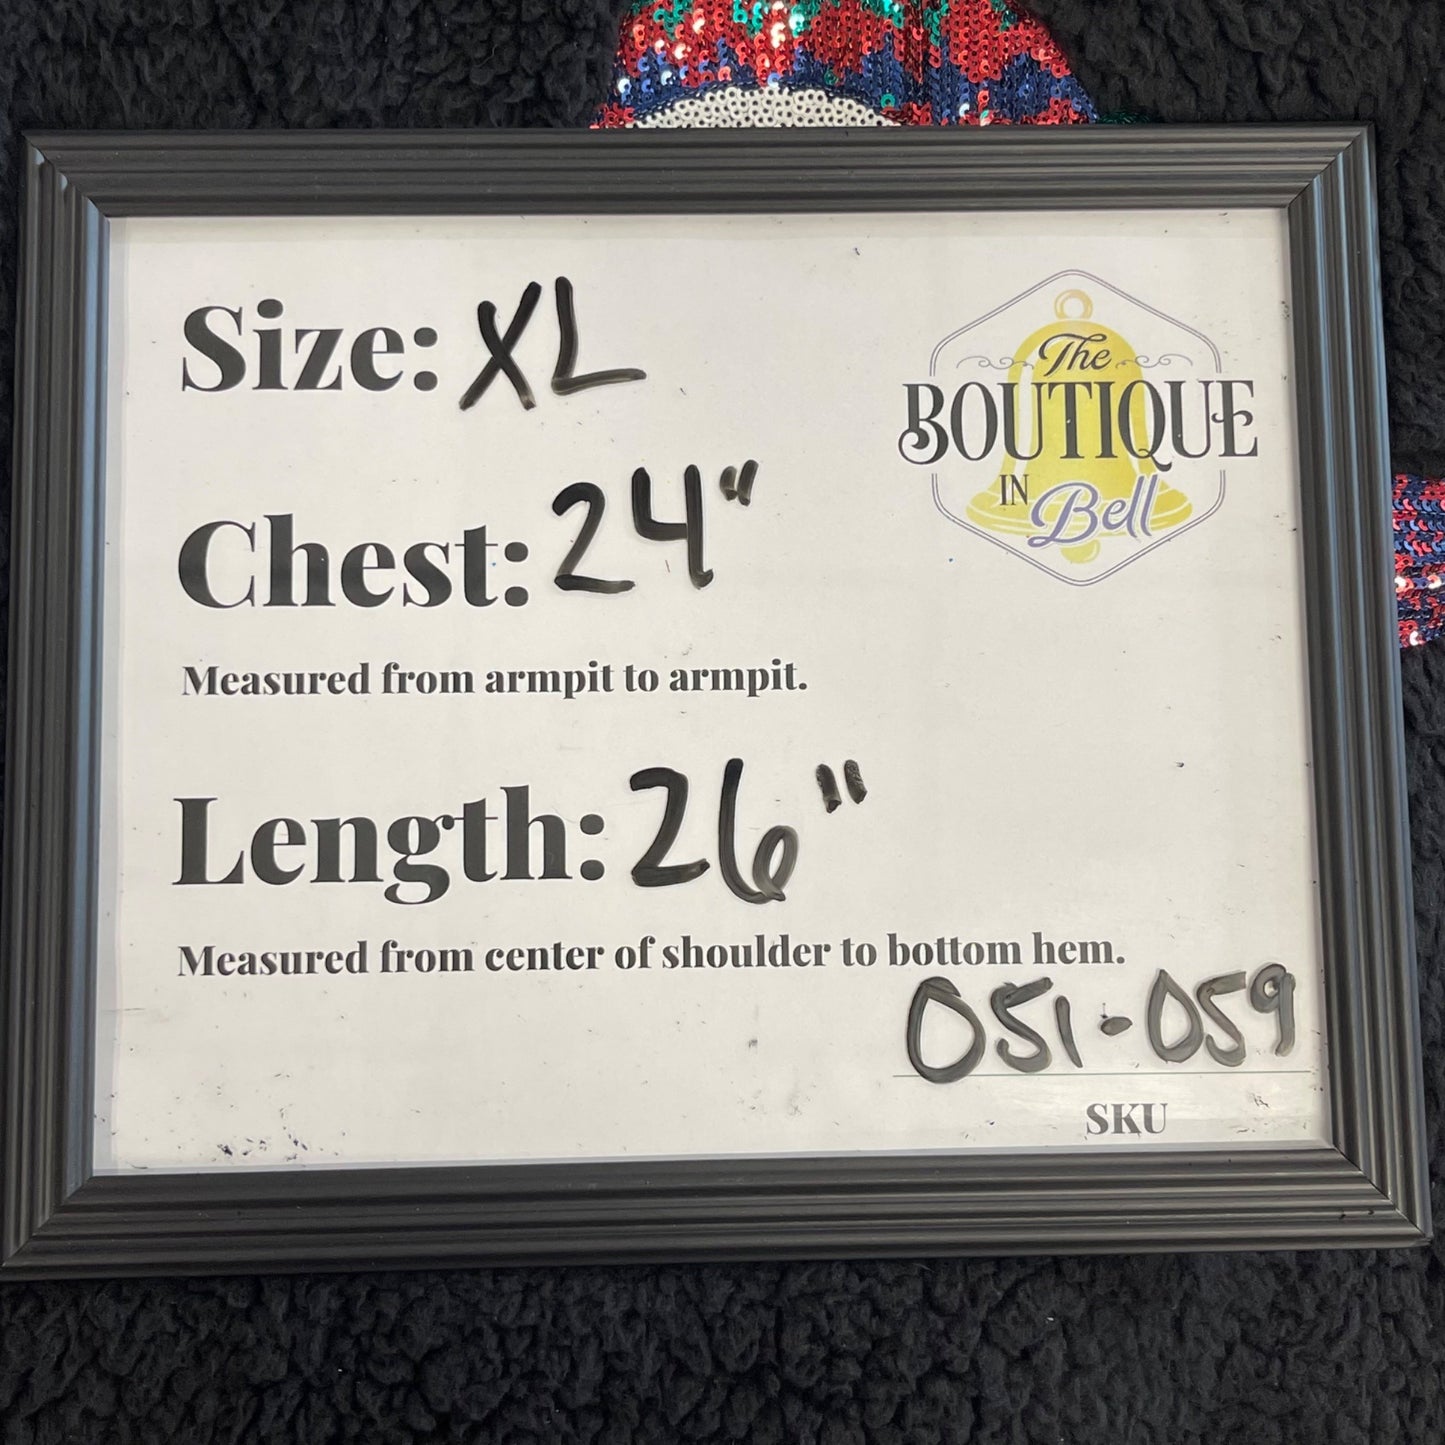 Size: XL
The
BOUTIQUE
IN Bell
Chest: 24"
Measured from armpit to armpit.
Length: 26"
Measured from center of shoulder to bottom hem.
051-059
SKU